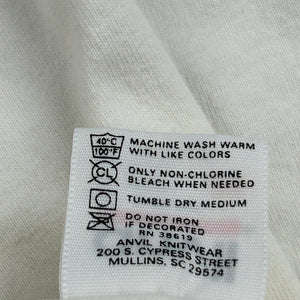 40°C
100°F
MACHINE WASH WARM
WITH LIKE COLORS
CL
ONLY NON-CHLORINE
BLEACH WHEN NEEDED
TUMBLE DRY MEDIUM
DO NOT IRON
IF DECORATED
RN 38619
ANVIL KNITWEAR
200 S. CYPRESS STREET
MULLINS, SC 29574